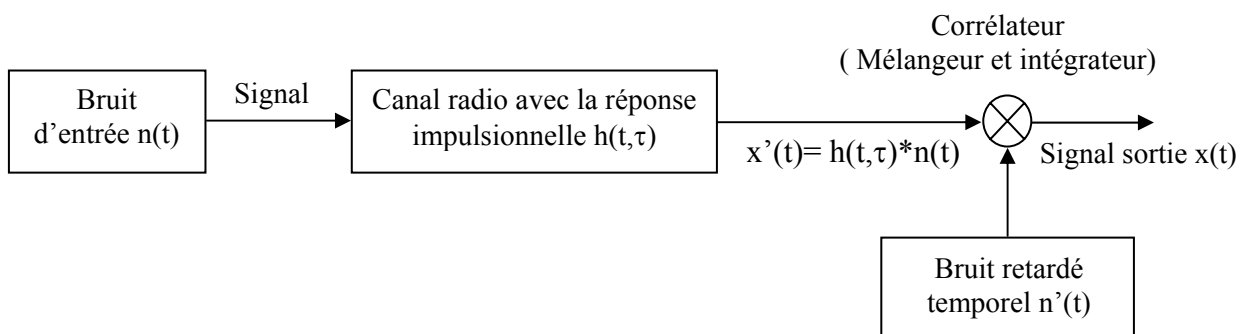 Corrélateur
( Mélangeur et intégrateur)
Bruit
d’entrée n(t)
Signal
Canal radio avec la réponse
impulsionnelle h(t,τ)
x’(t)= h(t,τ)*n(t)
Signal sortie x(t)
Bruit retardé
temporel n’(t)